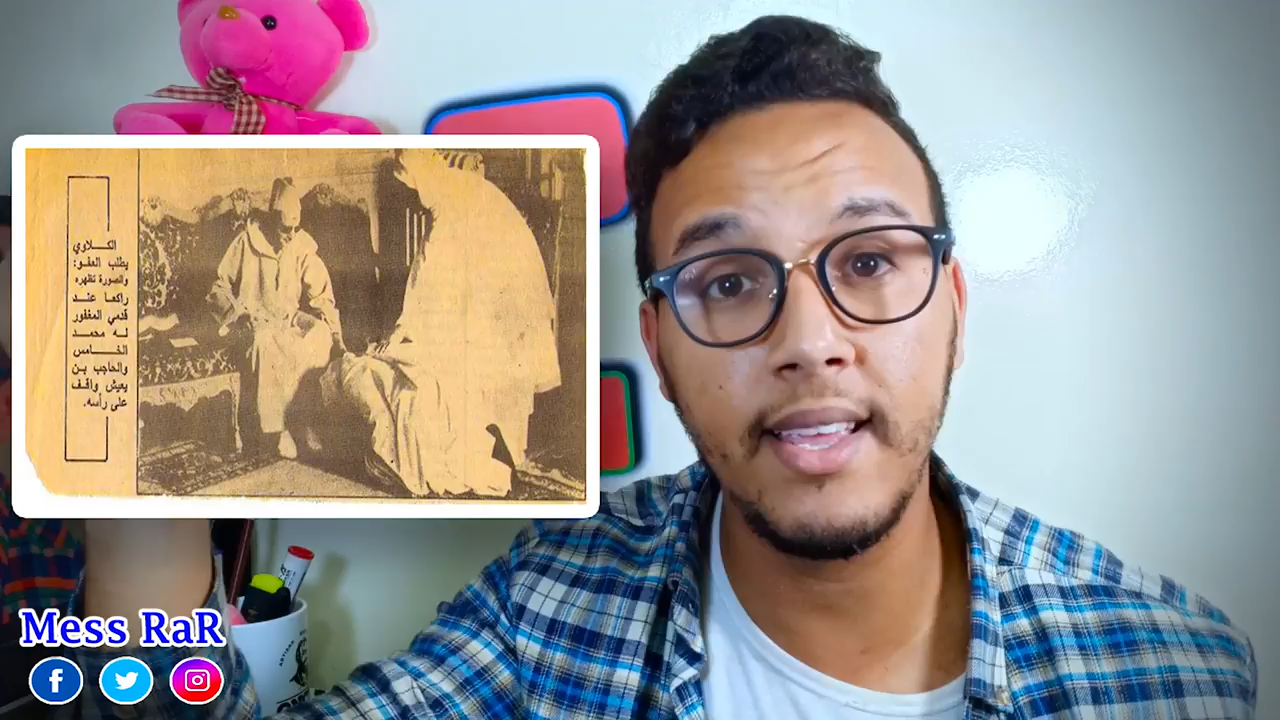 الكلاوي
يطلب العفو:
والصورة تظهره
راكعا عند
قدمي المغفور
له محمد
الخامس
والحاجب بن
يعيش واقف
على رأسه.
Mess RaR